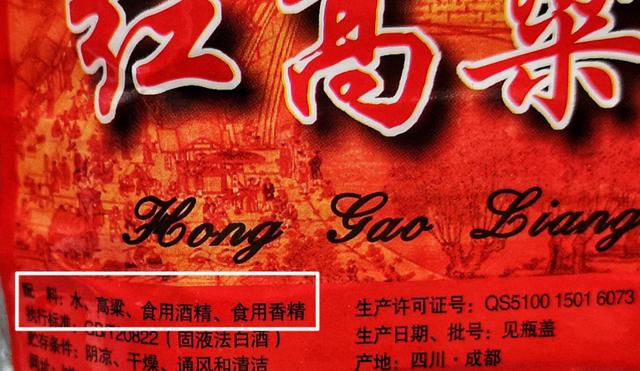 红高粱
Hong Gao Liang
配 料：水、高粱、食用酒精、食用香精
执行标准：GB/T20822（固液法白酒）
贮存条件：阴凉、干燥、通风和清洁
生产许可证号：QS5100 1501 6073
生产日期、批号：见瓶盖
产地：四川·成都